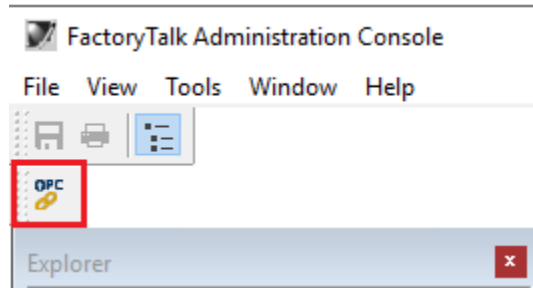 FactoryTalk Administration Console
File View Tools Window Help
OPC
Explorer
x